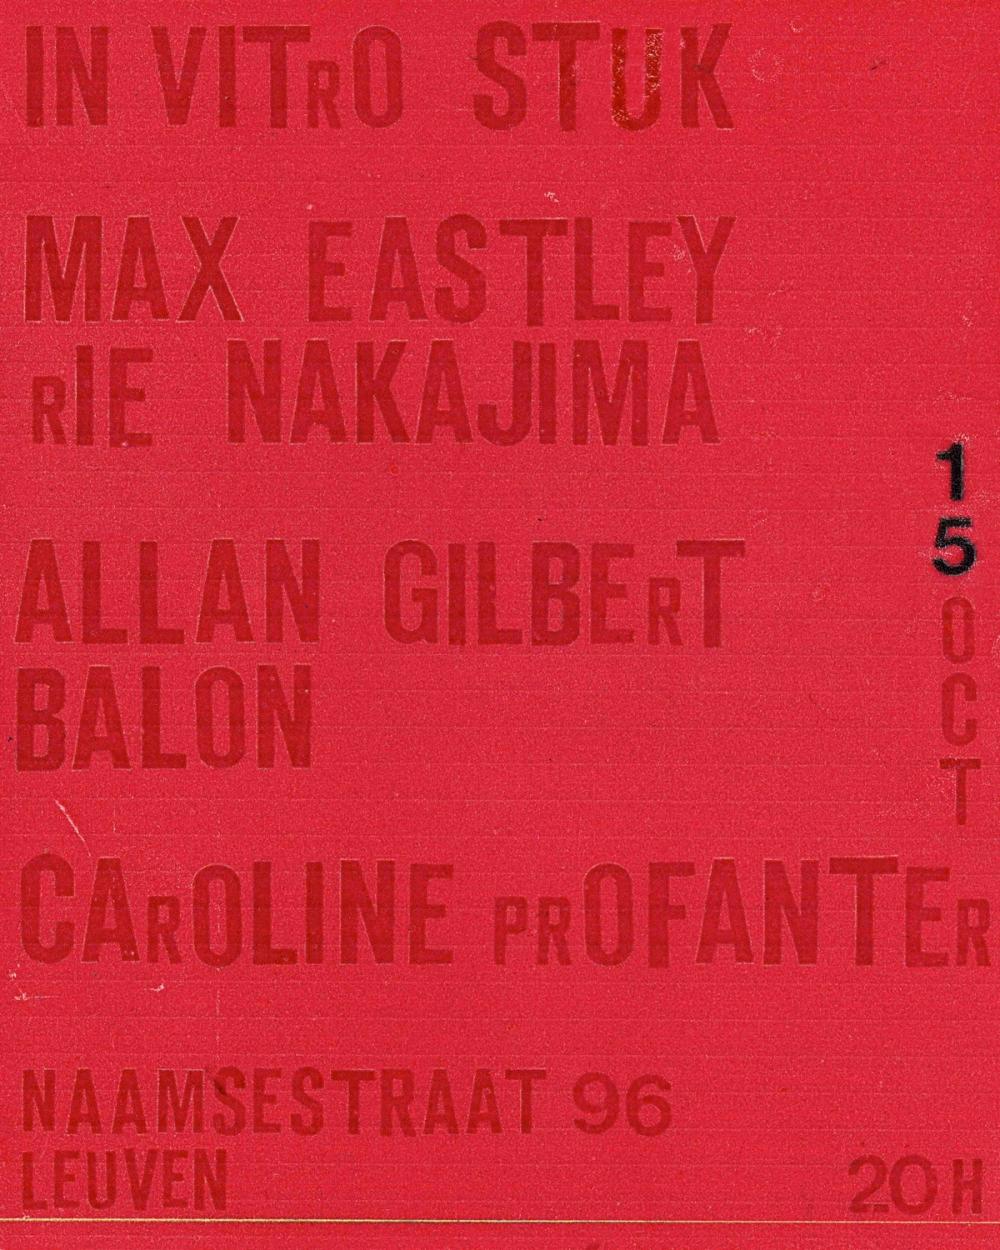 IN VITrO STUK
MAX EASTLEY
rIE NAKAJIMA
ALLAN GILBErT
BALON
CArOLINE prOFANTEr
15
OCT
NAAMSESTRAAT 96
LEUVEN
20H